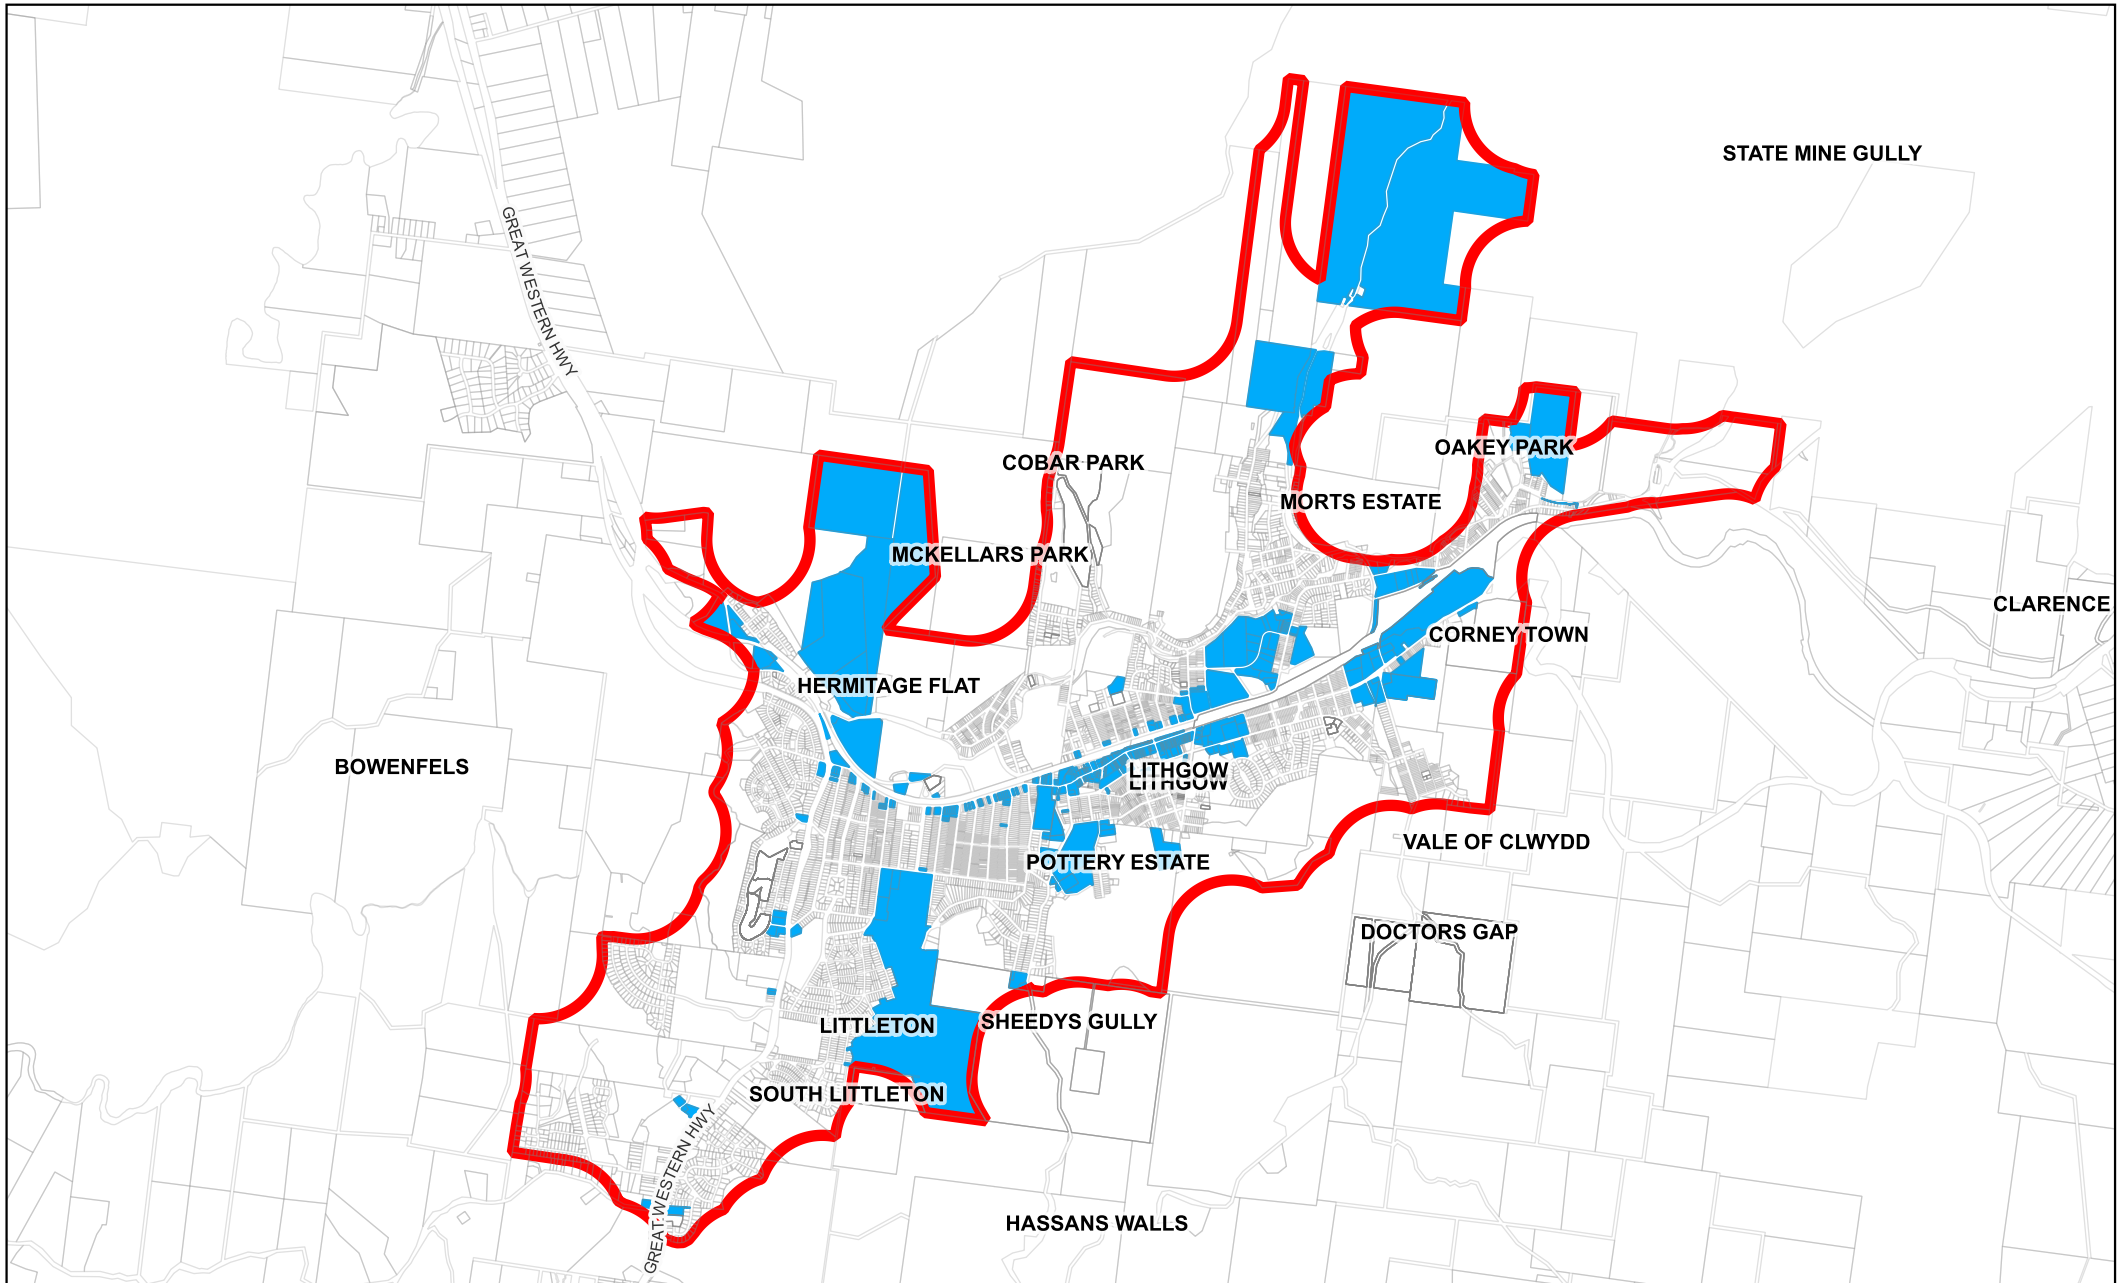 STATE MINE GULLY
GREAT WESTERN HWY
OAKEY PARK
COBAR PARK
MORTS ESTATE
MCKELLARS PARK
CLARENCE
CORNEY TOWN
HERMITAGE FLAT
BOWENFELS
LITHGOW
LITHGOW
VALE OF CLWYDD
POTTERY ESTATE
DOCTORS GAP
LITTLETON
SHEEDYS GULLY
SOUTH LITTLETON
GREAT WESTERN HWY
HASSANS WALLS